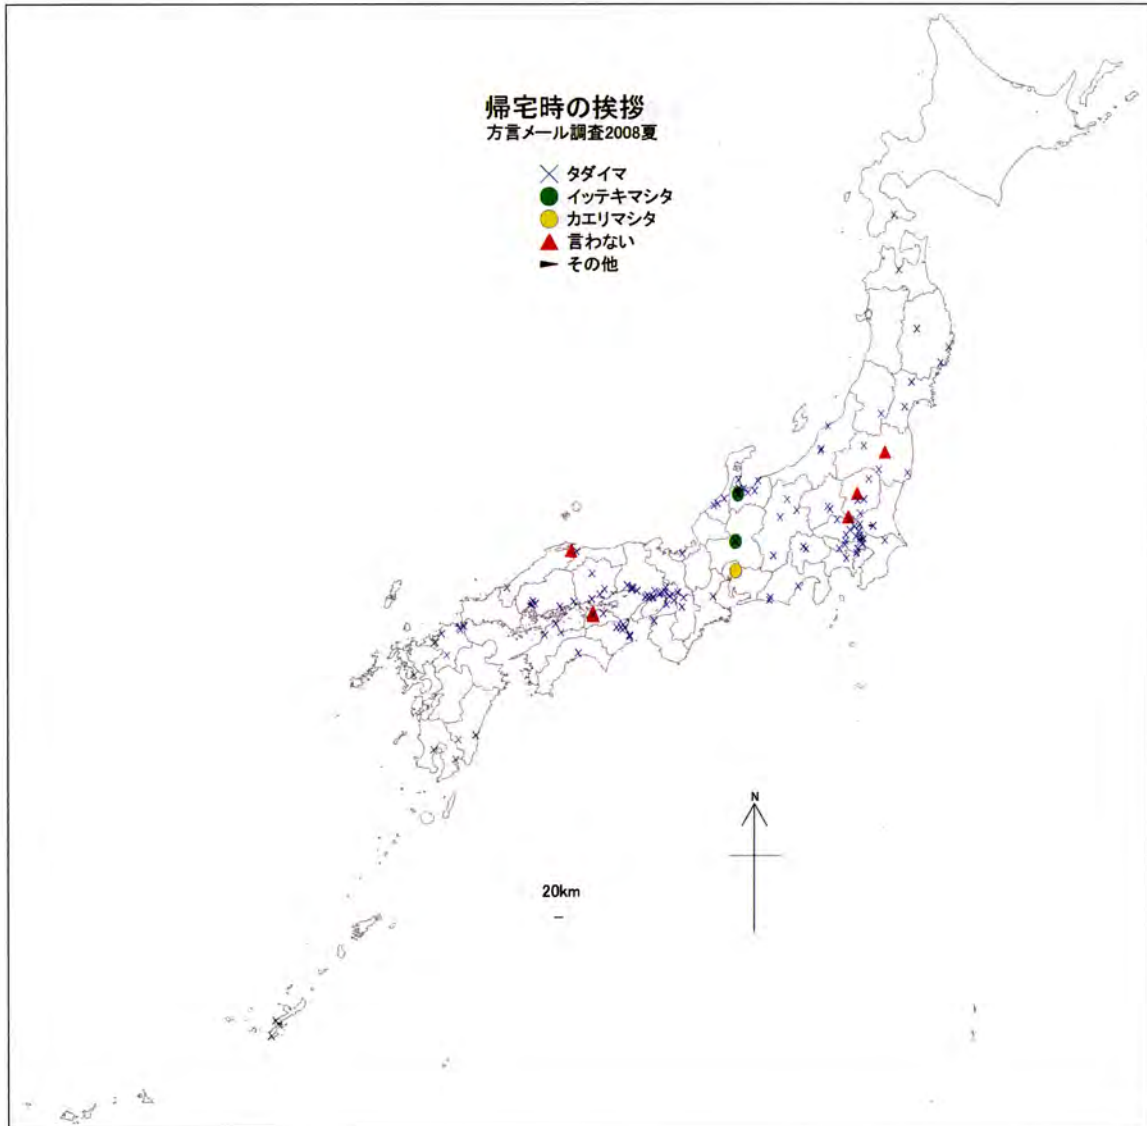 帰宅時の挨拶
方言メール調査2008夏
タダイマ
イッテキマシタ
カエリマシタ
言わない
その他
N
20km